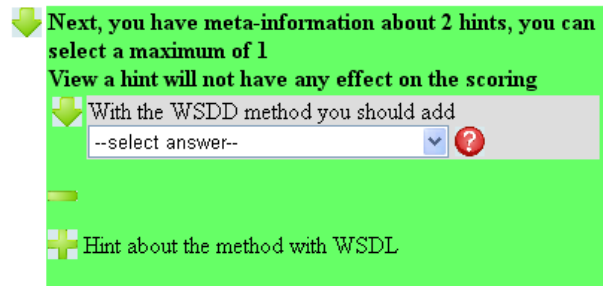 Next, you have meta-information about 2 hints, you can
select a maximum of 1
View a hint will not have any effect on the scoring
With the WSDD method you should add
--select answer--
?
Hint about the method with WSDL